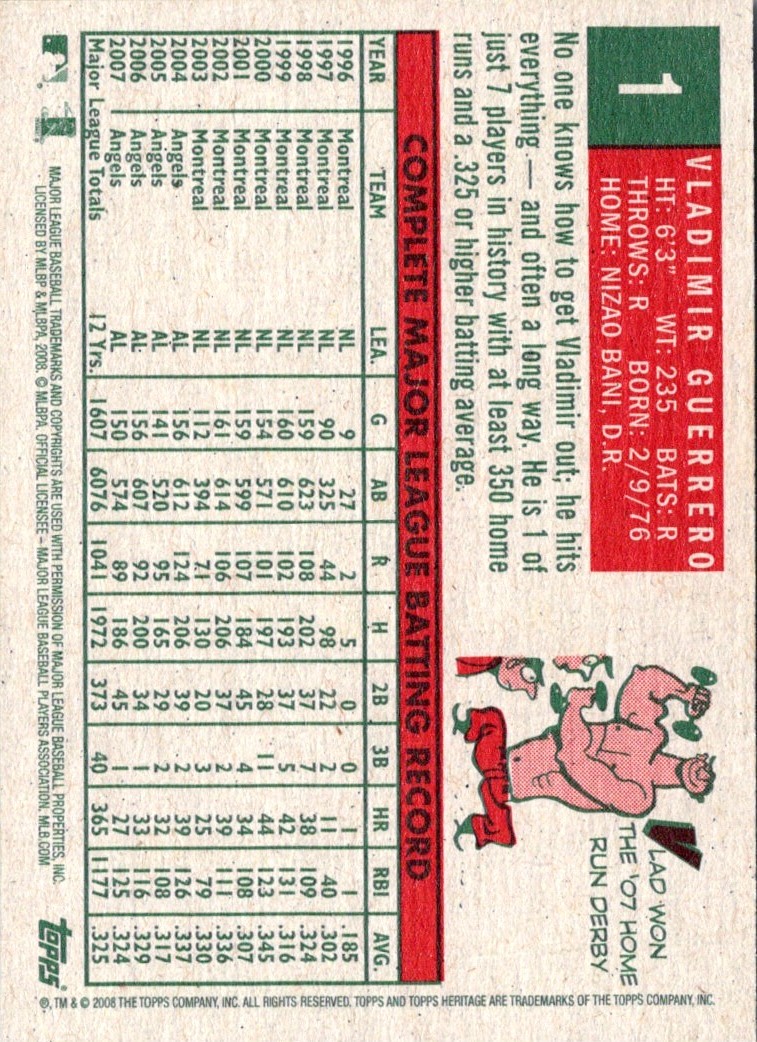 1
VLADIMIR GUERRERO
HT: 6'3" WT: 235 BATS: R
THROWS: R BORN: 2/9/76
HOME: NIZAO BANI, D.R.
No one knows how to get Vladimir out; he hits
everything — and often a long way. He is 1 of
just 7 players in history with at least 350 home
runs and a .325 or higher batting average.
VLAD WON
THE '07 HOME
RUN DERBY
COMPLETE MAJOR LEAGUE BATTING RECORD
YEAR TEAM LEA. G AB R H 2B 3B HR RBI AVG.
1996 Montreal NL 9 27 2 5 0 0 1 1 .185
1997 Montreal NL 90 325 44 98 22 2 11 40 .302
1998 Montreal NL 159 623 108 202 37 7 38 109 .324
1999 Montreal NL 160 610 102 193 37 5 42 131 .316
2000 Montreal NL 154 571 101 197 28 11 44 123 .345
2001 Montreal NL 159 599 107 184 45 4 34 108 .307
2002 Montreal NL 161 614 106 206 37 2 39 111 .336
2003 Montreal NL 112 394 71 130 20 3 25 79 .330
2004 Angels AL 156 612 124 206 39 2 39 126 .337
2005 Angels AL 141 520 95 165 29 2 32 108 .317
2006 Angels AL 156 607 92 200 34 1 33 116 .329
2007 Angels AL 150 574 89 186 45 1 27 125 .324
Major League Totals 12 Yrs. 1607 6076 1041 1972 373 40 365 1177 .325
MAJOR LEAGUE BASEBALL TRADEMARKS AND COPYRIGHTS ARE USED WITH PERMISSION OF MAJOR LEAGUE BASEBALL PROPERTIES, INC.
LICENSED BY MLBP & MLBPA, 2008. © MLBPA. OFFICIAL LICENSEE – MAJOR LEAGUE BASEBALL PLAYERS ASSOCIATION. MLB.COM
Topps
®, TM & © 2008 THE TOPPS COMPANY, INC. ALL RIGHTS RESERVED. TOPPS AND TOPPS HERITAGE ARE TRADEMARKS OF THE TOPPS COMPANY, INC.